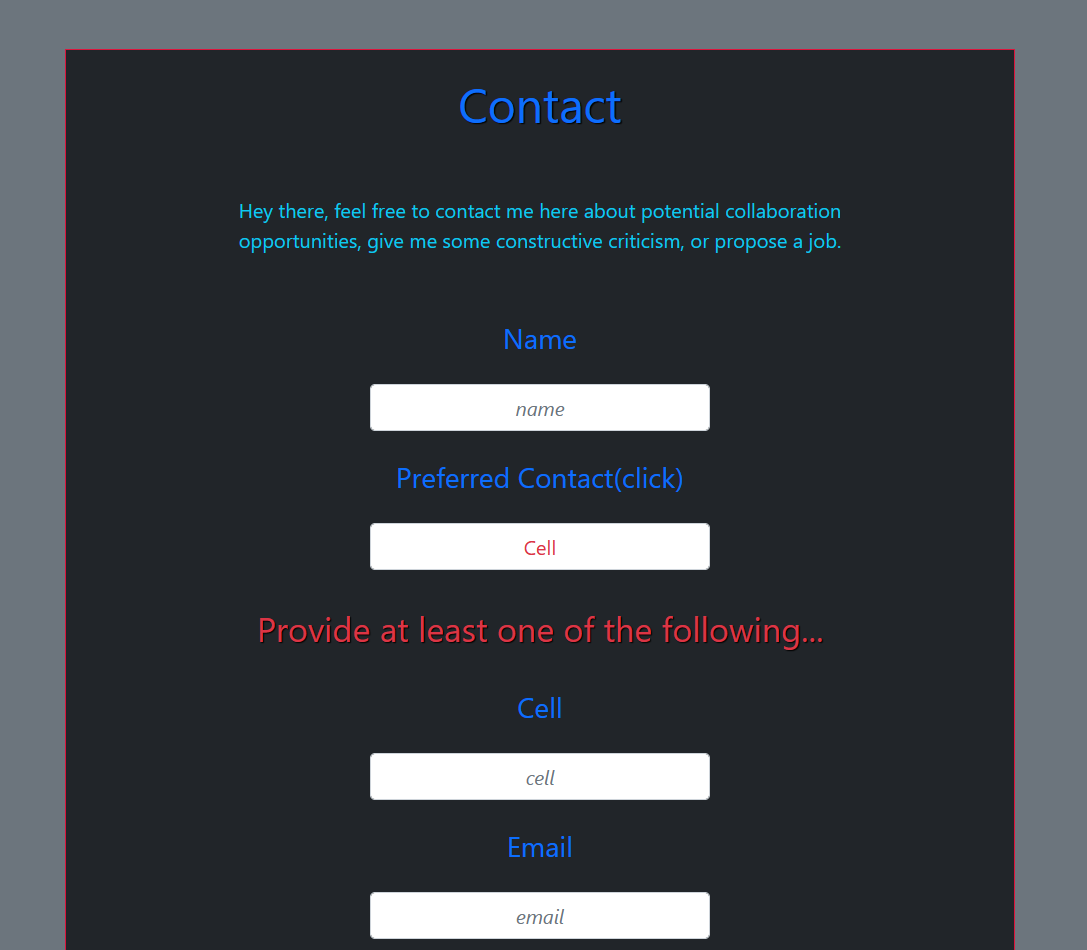 Contact
Hey there, feel free to contact me here about potential collaboration
opportunities, give me some constructive criticism, or propose a job.
Name
name
Preferred Contact(click)
Cell
Provide at least one of the following...
Cell
cell
Email
email